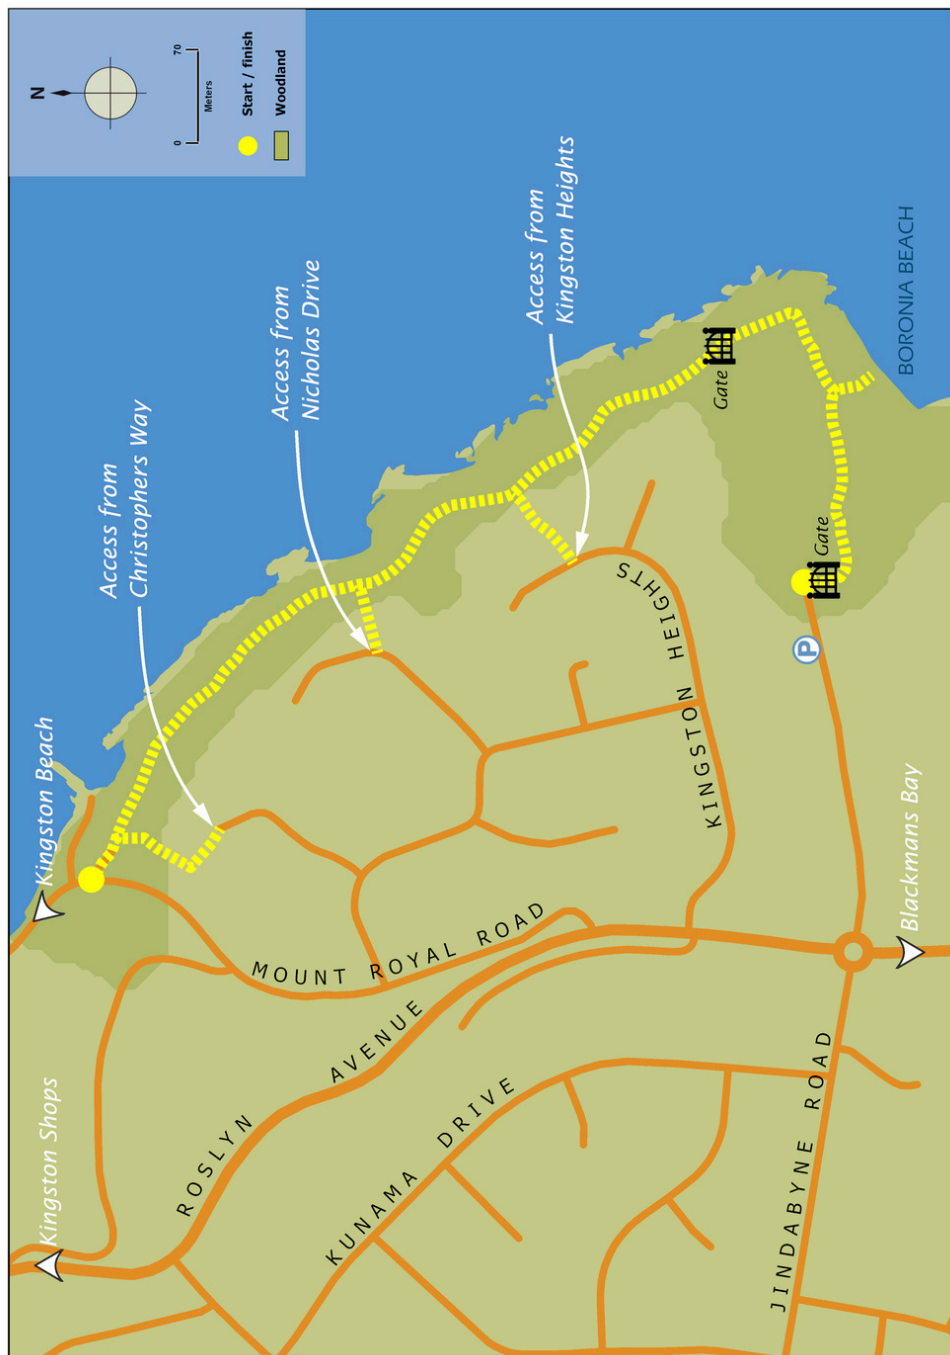 N
70
0
Meters
Start / finish
Woodland
Access from
Kingston Heights
Access from
Nicholas Drive
Access from
Christophers Way
BORONIA BEACH
Gate
Gate
P
Kingston Beach
KINGSTON HEIGHTS
Blackmans Bay
MOUNT ROYAL ROAD
ROSLYN AVENUE
Kingston Shops
KUNAMA DRIVE
JINDABYNE ROAD